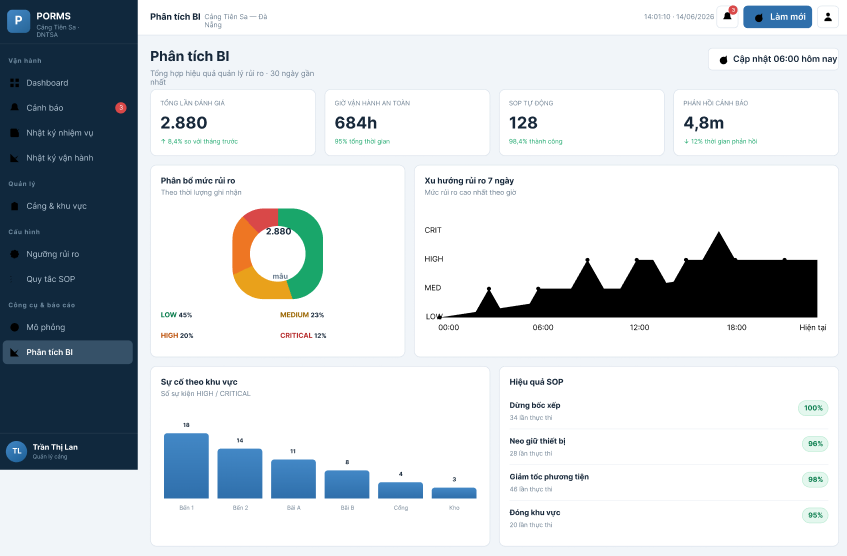 P
PORMS
Cảng Tiên Sa ·
ĐNTSA
Vận hành
Dashboard
Cảnh báo
3
Nhật ký nhiệm vụ
Nhật ký vận hành
Quản lý
Cảng & khu vực
Cấu hình
Ngưỡng rủi ro
Quy tắc SOP
Công cụ & báo cáo
Mô phỏng
Phân tích BI
TL
Trần Thị Lan
Quản lý cảng
Phân tích BI
Cảng Tiên Sa — Đà
Nẵng
14:01:10 · 14/06/2026
3
Làm mới
Phân tích BI
Tổng hợp hiệu quả quản lý rủi ro · 30 ngày gần
nhất
Cập nhật 06:00 hôm nay
TỔNG LẦN ĐÁNH GIÁ
2.880
↑ 8,4% so với tháng trước
GIỜ VẬN HÀNH AN TOÀN
684h
95% tổng thời gian
SOP TỰ ĐỘNG
128
98,4% thành công
PHẢN HỒI CẢNH BÁO
4,8m
↓ 12% thời gian phản hồi
Phân bổ mức rủi ro
Theo thời lượng ghi nhận
2.880
mẫu
LOW 45%
MEDIUM 23%
HIGH 20%
CRITICAL 12%
Xu hướng rủi ro 7 ngày
Mức rủi ro cao nhất theo giờ
CRIT
HIGH
MED
LOW
00:00
06:00
12:00
18:00
Hiện tại
Sự cố theo khu vực
Số sự kiện HIGH / CRITICAL
18
14
11
8
4
3
Bến 1
Bến 2
Bãi A
Bãi B
Cổng
Kho
Hiệu quả SOP
Dừng bốc xếp
34 lần thực thi
100%
Neo giữ thiết bị
28 lần thực thi
96%
Giảm tốc phương tiện
46 lần thực thi
98%
Đóng khu vực
20 lần thực thi
95%